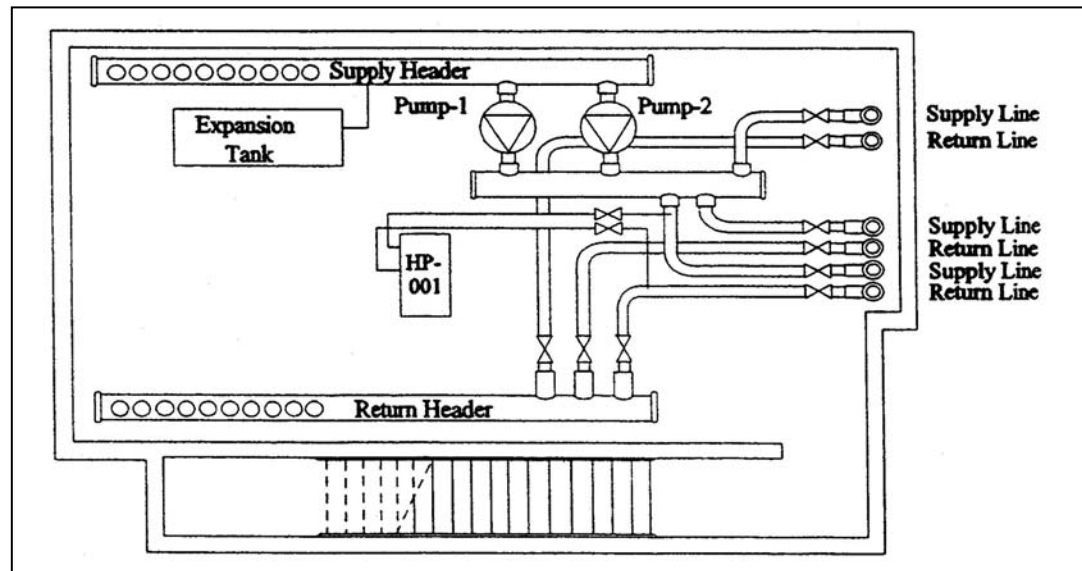 Supply Header
Pump-1
Pump-2
Expansion
Tank
Supply Line
Return Line
Supply Line
Return Line
Supply Line
Return Line
HP-
001
Return Header